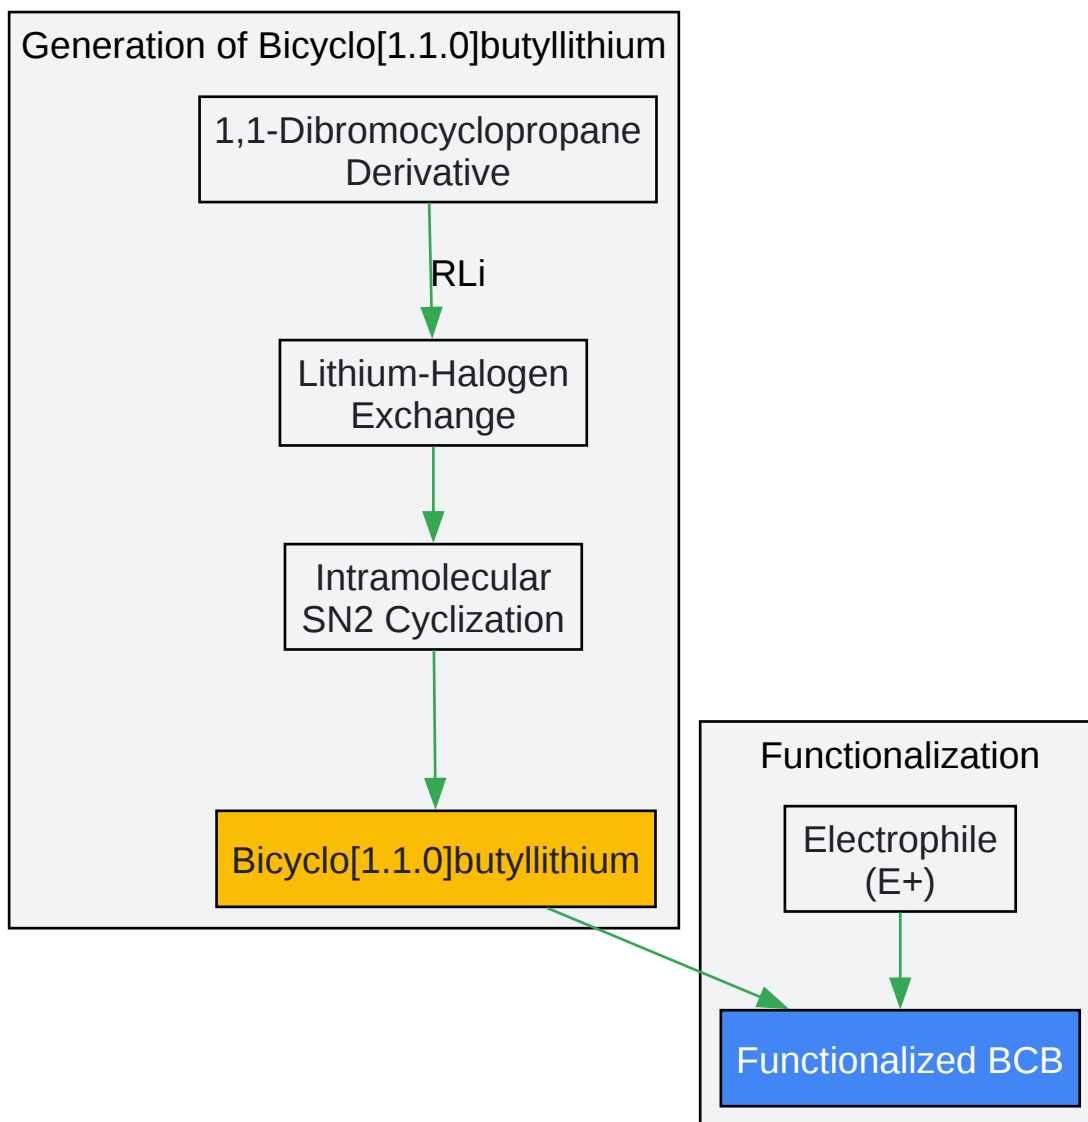 Generation of Bicyclo[1.1.0]butyllithium
1,1-Dibromocyclopropane
Derivative
RLi
Lithium-Halogen
Exchange
Intramolecular
SN2 Cyclization
Bicyclo[1.1.0]butyllithium
Functionalization
Electrophile
(E+)
Functionalized BCB